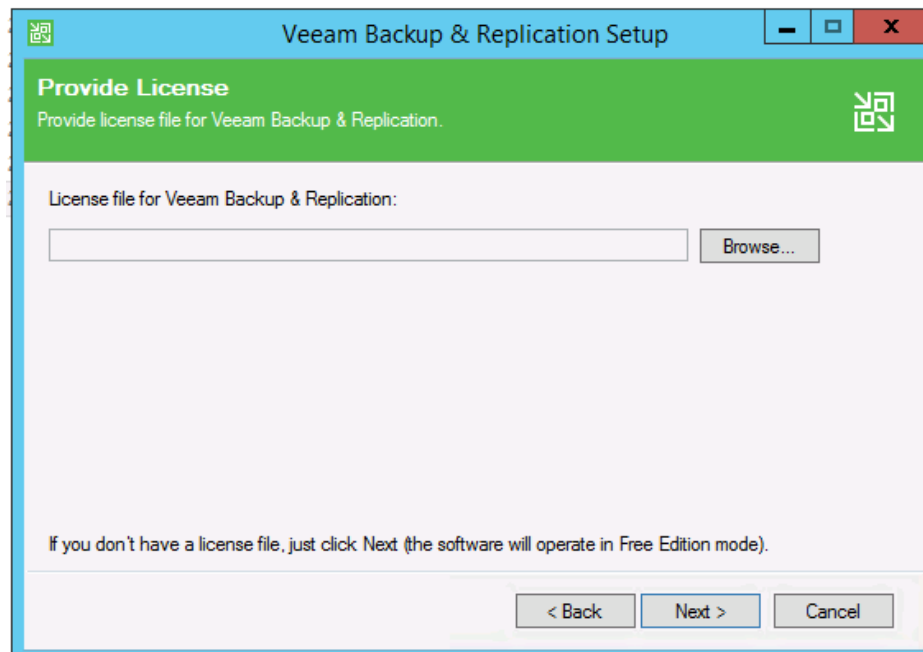 Veeam Backup & Replication Setup
Provide License
Provide license file for Veeam Backup & Replication.
License file for Veeam Backup & Replication:
Browse...
If you don't have a license file, just click Next (the software will operate in Free Edition mode).
< Back Next > Cancel